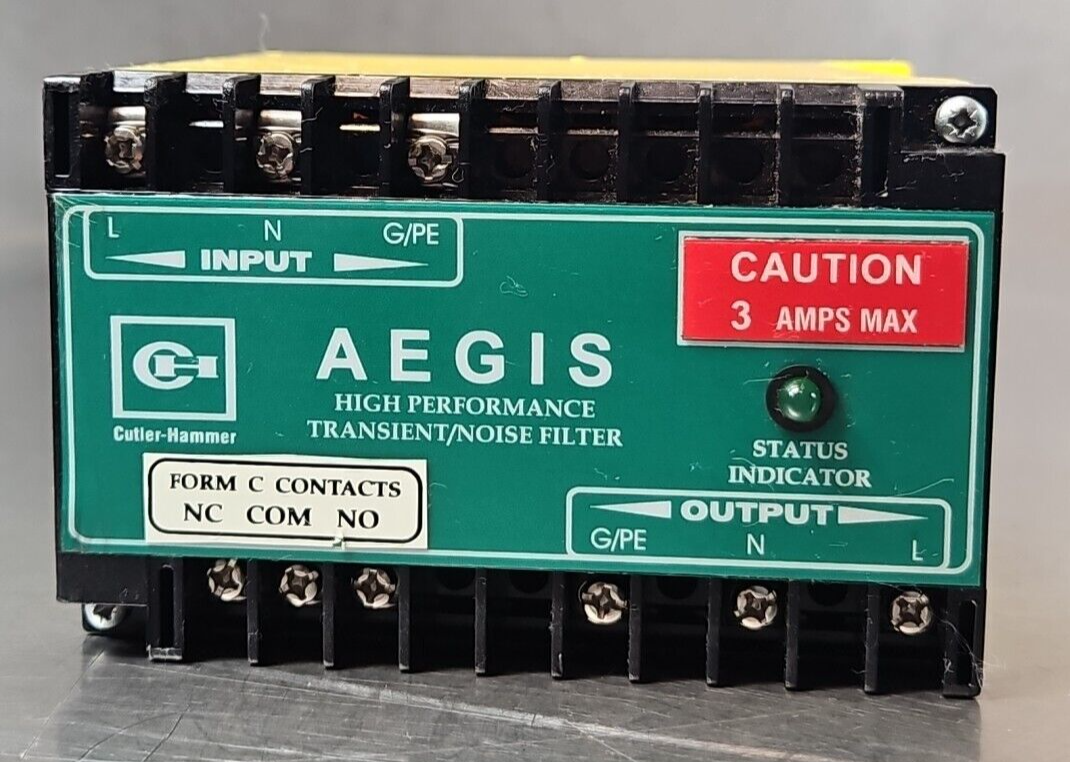 L N G/PE
INPUT
CAUTION
3 AMPS MAX
CH
Cutler-Hammer
AEGIS
HIGH PERFORMANCE
TRANSIENT/NOISE FILTER
STATUS
INDICATOR
FORM C CONTACTS
NC COM NO
OUTPUT
G/PE N L